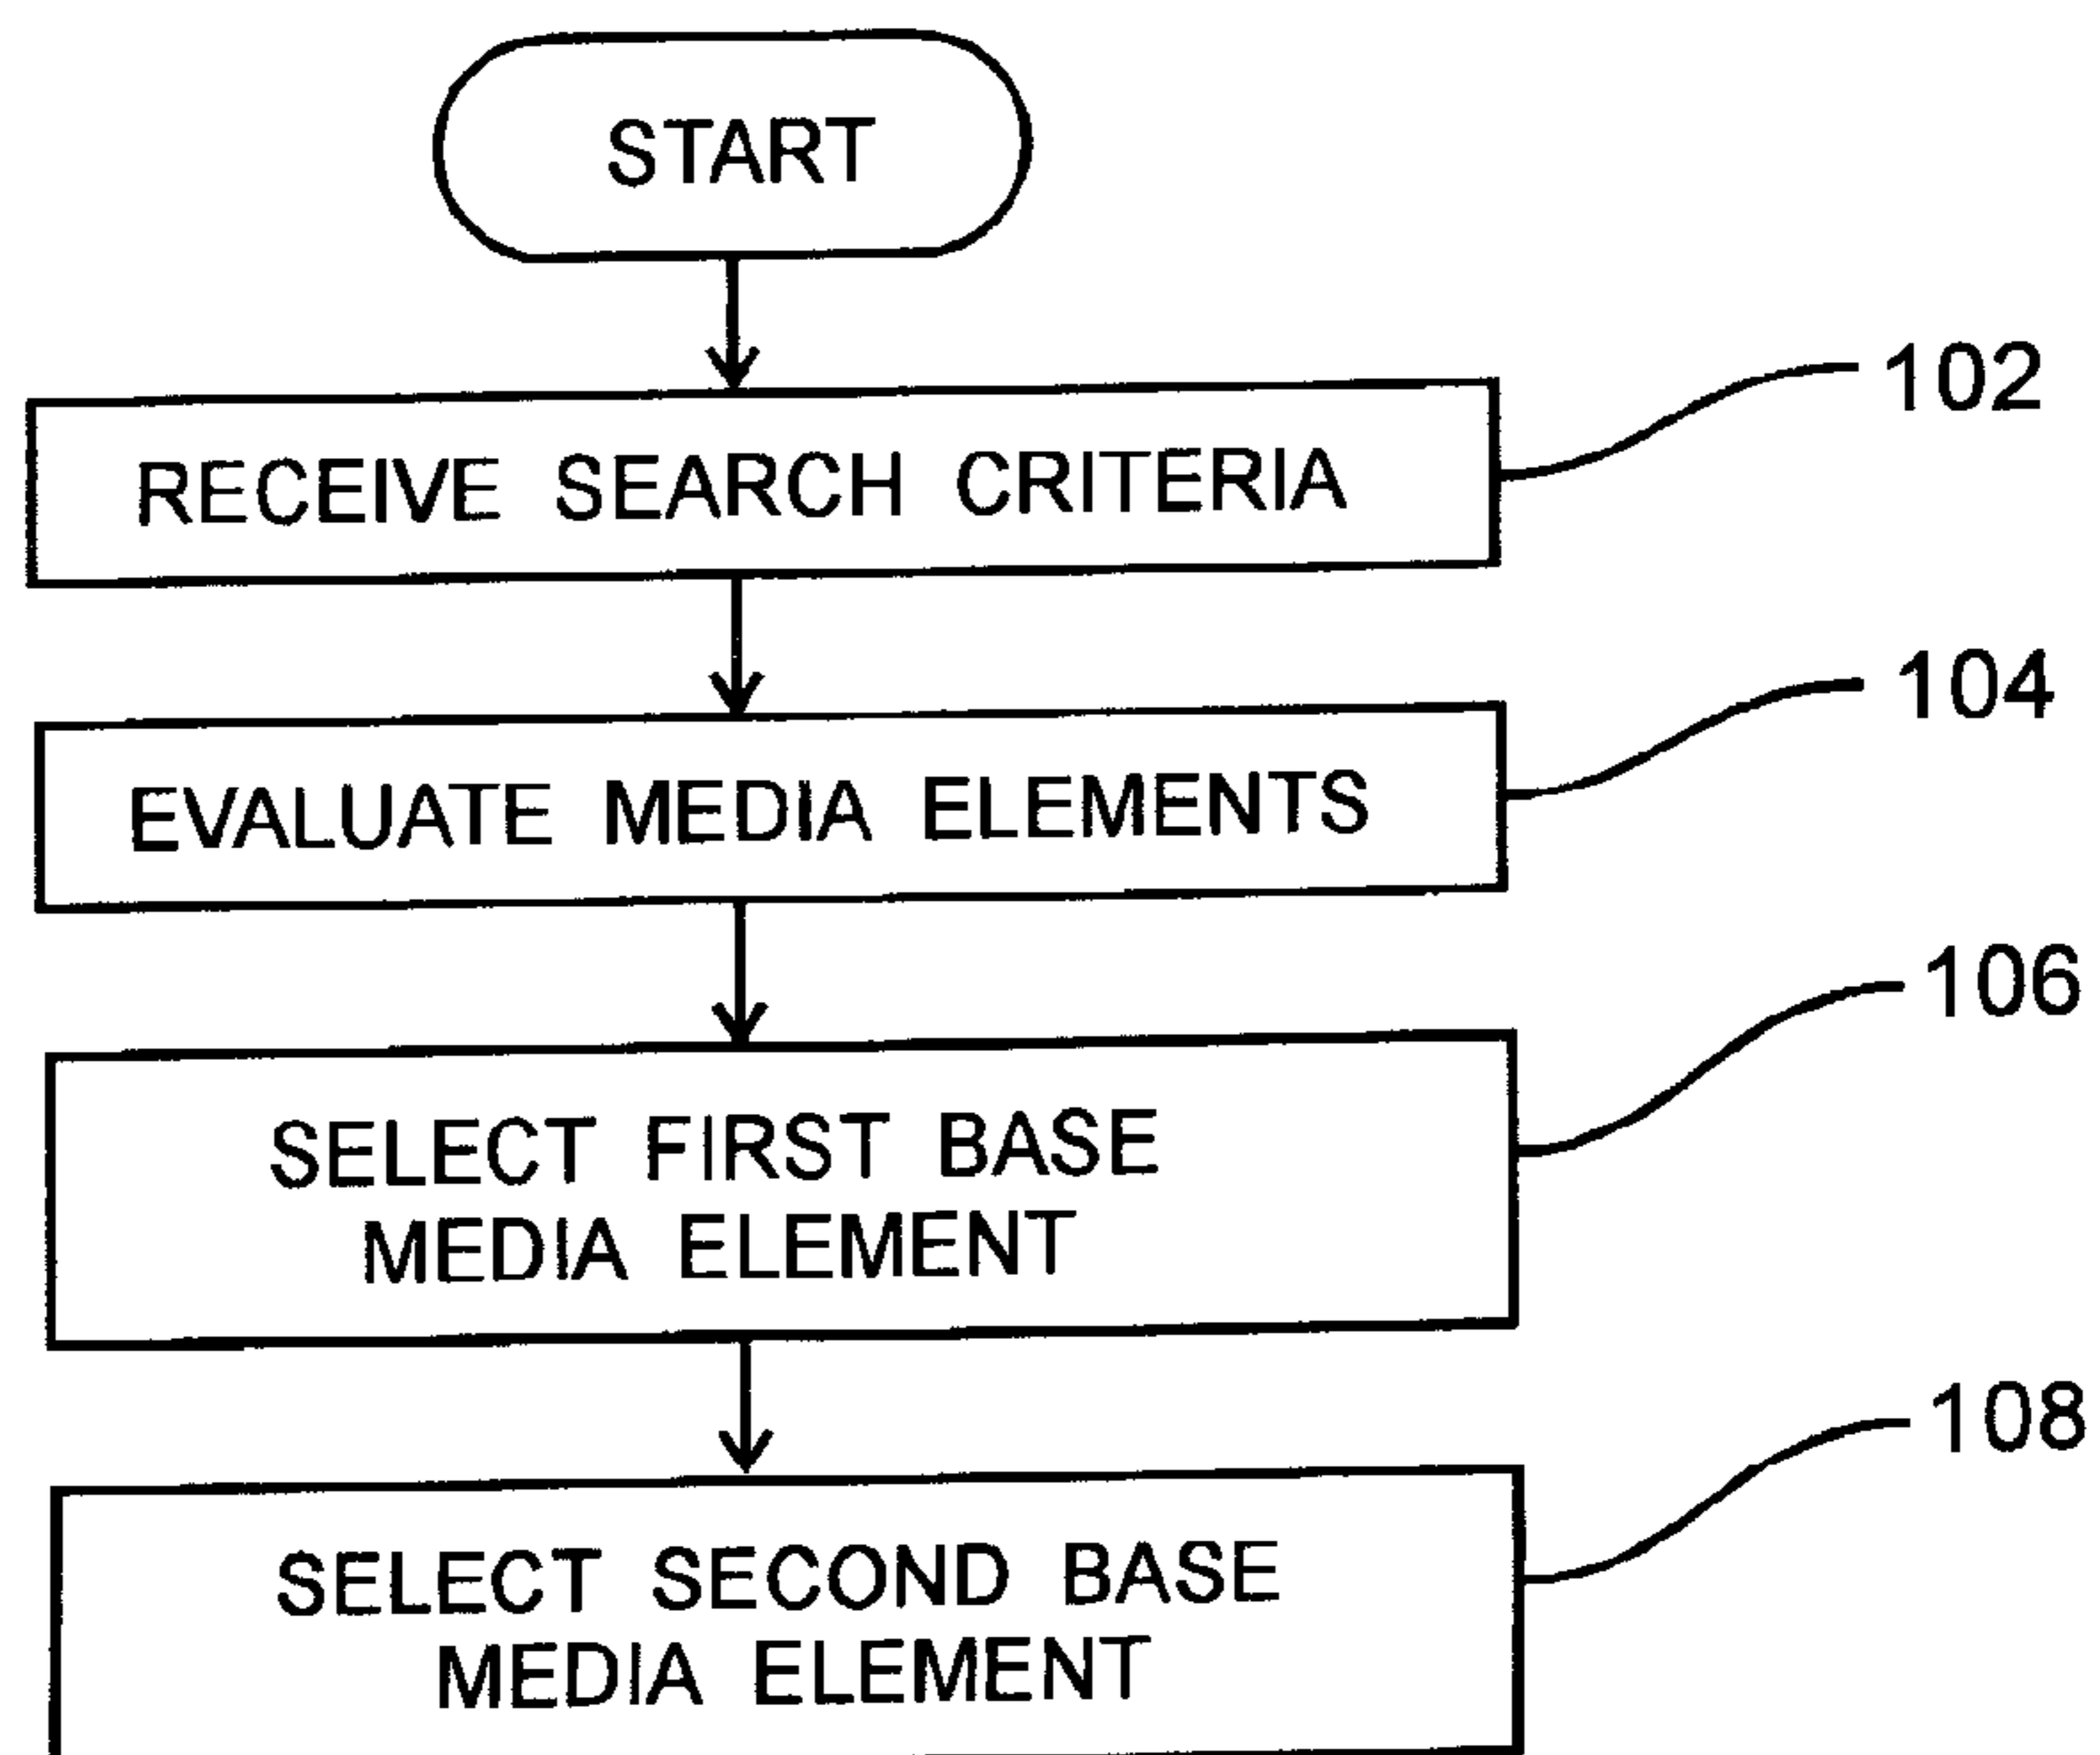 START
RECEIVE SEARCH CRITERIA
102
EVALUATE MEDIA ELEMENTS
104
SELECT FIRST BASE
MEDIA ELEMENT
106
SELECT SECOND BASE
MEDIA ELEMENT
108